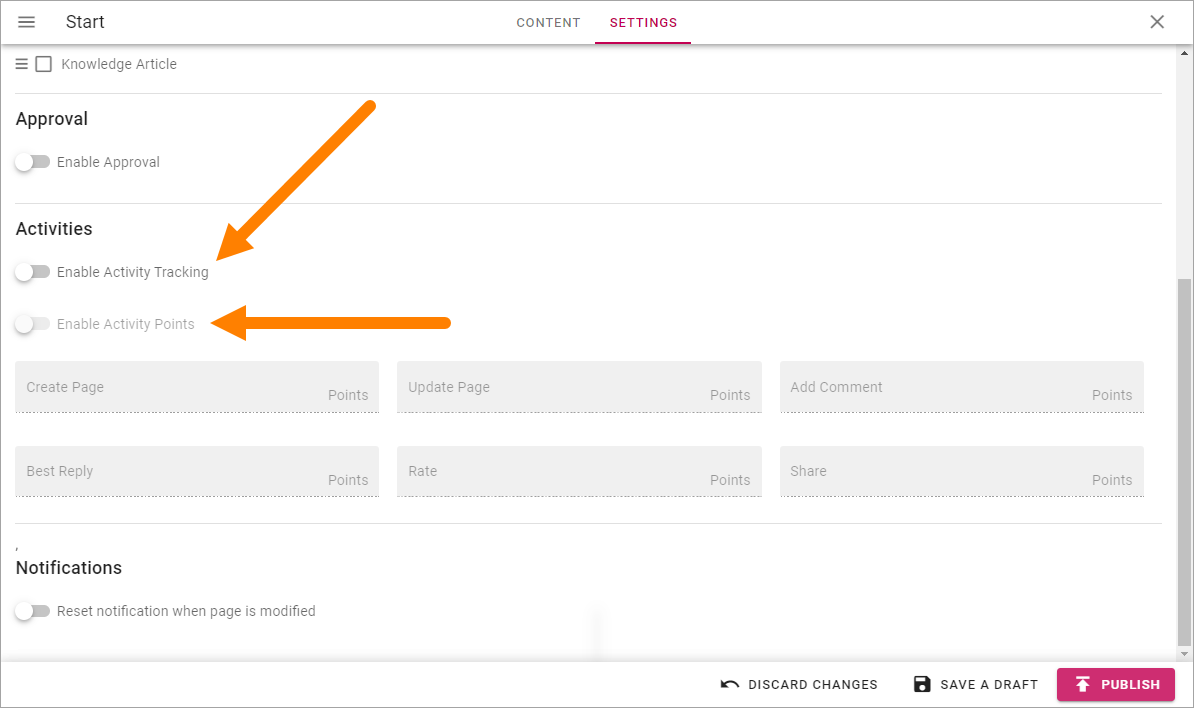 Start
CONTENT
SETTINGS
Knowledge Article
Approval
Enable Approval
Activities
Enable Activity Tracking
Enable Activity Points
Create Page Points
Update Page Points
Add Comment Points
Best Reply Points
Rate Points
Share Points
,
Notifications
Reset notification when page is modified
DISCARD CHANGES
SAVE A DRAFT
PUBLISH